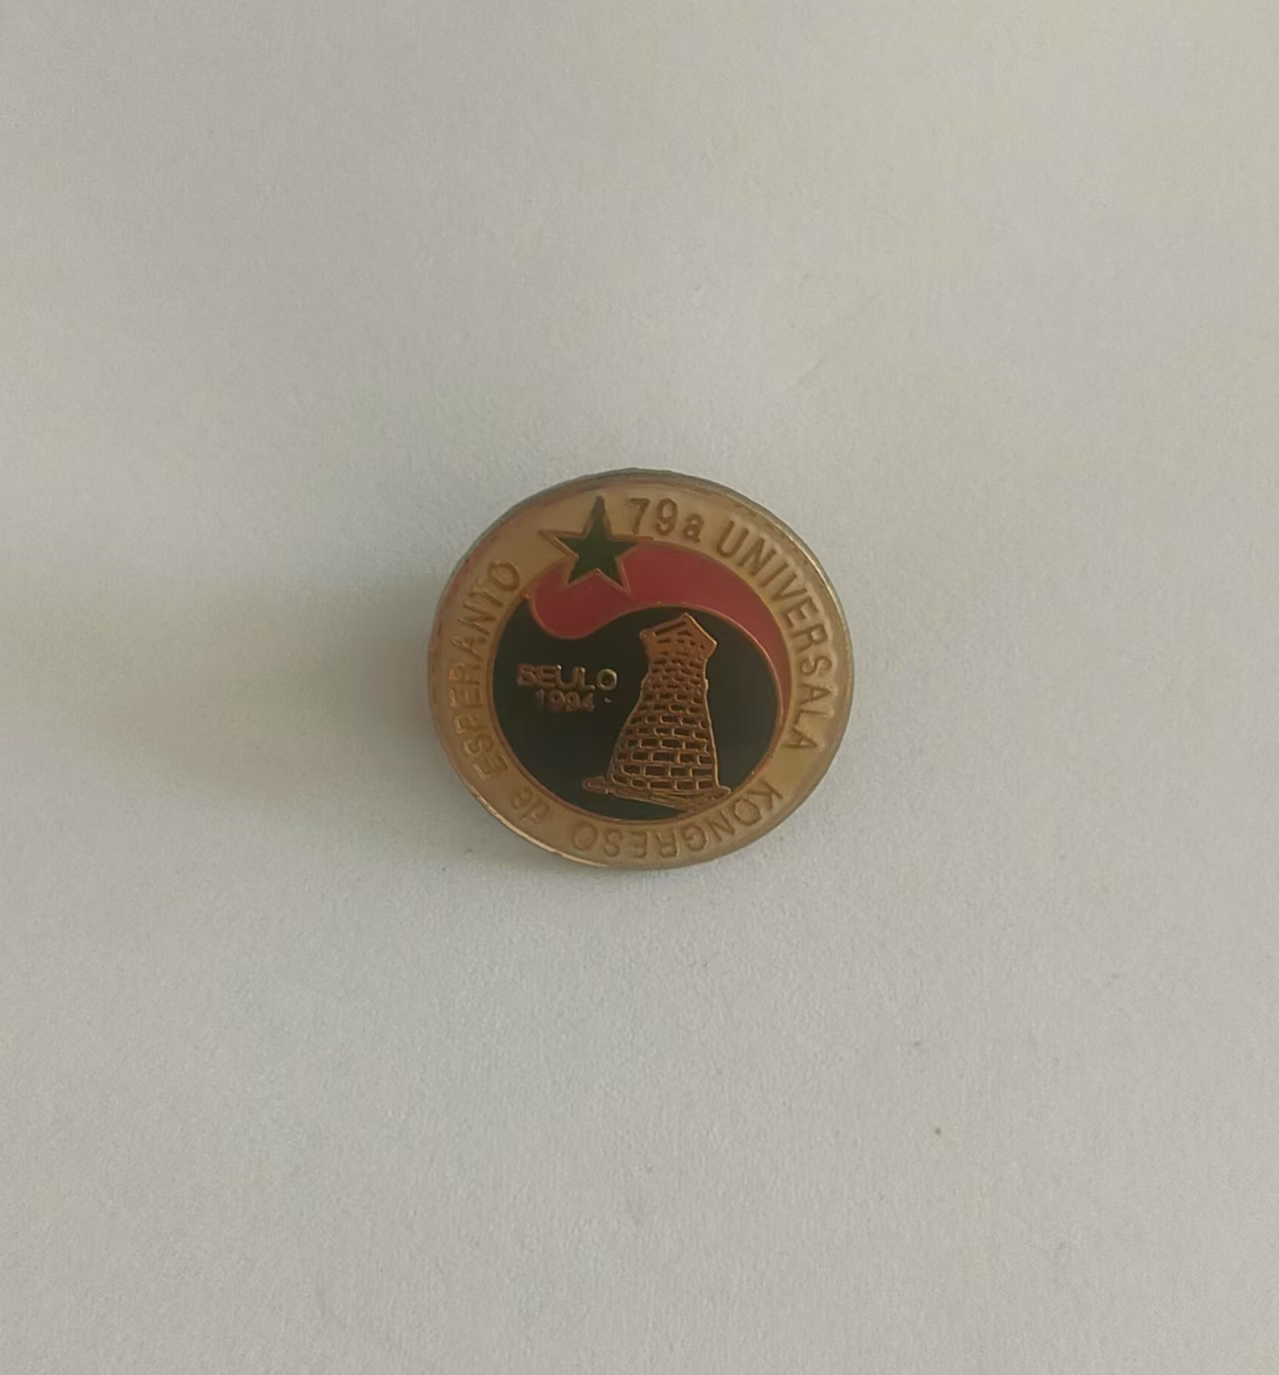 79a UNIVERSALA KONGRESO de ESPERANTO
SEULO
1994